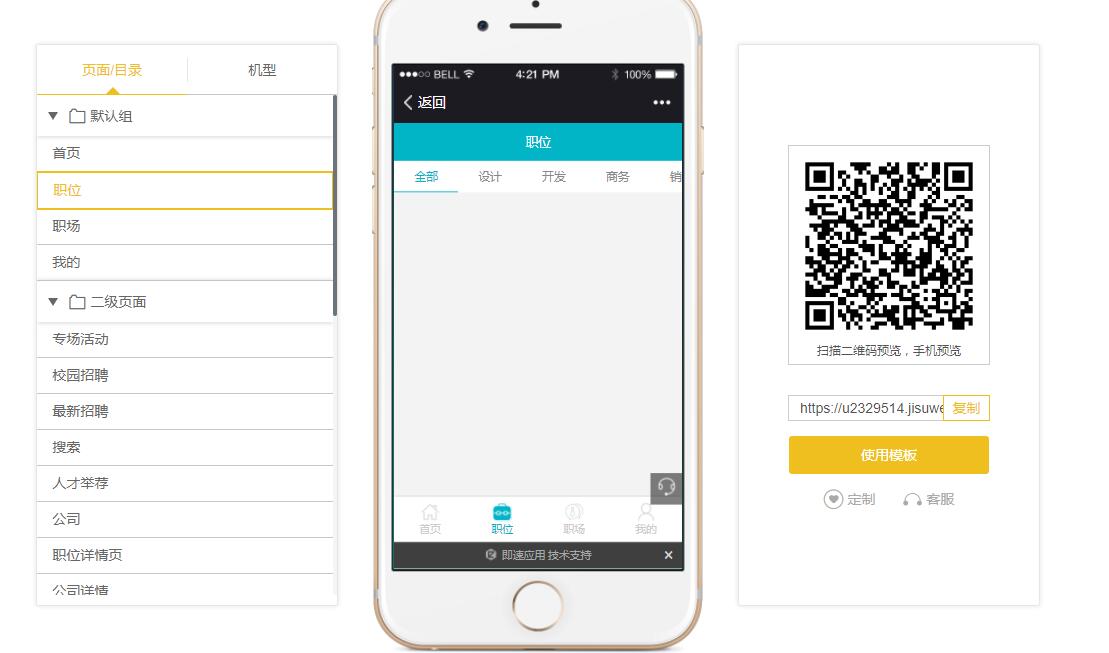 页面/目录
机型
默认组
首页
职位
职场
我的
二级页面
专场活动
校园招聘
最新招聘
搜索
人才举荐
公司
职位详情页
公司详情
BELL
4:21 PM
100%
返回
职位
全部 设计 开发 商务 销
首页 职位 职场 我的
即速应用 技术支持
扫描二维码预览，手机预览
https://u2329514.jisuwe
复制
使用模板
定制
客服